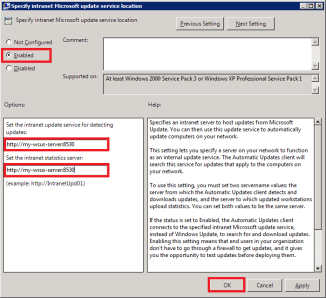 Specify intranet Microsoft update service location
Specify intranet Microsoft update service location
Previous Setting
Next Setting
Not Configured
Comment:
Enabled
Disabled
Supported on:
At least Windows 2000 Service Pack 3 or Windows XP Professional Service Pack 1
Options:
Help:
Set the intranet update service for detecting
updates:
http://my-wsus-server:8530
Set the intranet statistics server:
http://my-wsus-server:8530
(example: http://IntranetUpd01)
Specifies an intranet server to host updates from Microsoft
Update. You can then use this update service to automatically
update computers on your network.
This setting lets you specify a server on your network to function
as an internal update service. The Automatic Updates client will
search this service for updates that apply to the computers on
your network.
To use this setting, you must set two servername values: the
server from which the Automatic Updates client detects and
downloads updates, and the server to which updated workstations
upload statistics. You can set both values to be the same server.
If the status is set to Enabled, the Automatic Updates client
connects to the specified intranet Microsoft update service,
instead of Windows Update, to search for and download updates.
Enabling this setting means that end users in your organization
don't have to go through a firewall to get updates, and it gives
you the opportunity to test updates before deploying them.
OK
Cancel
Apply